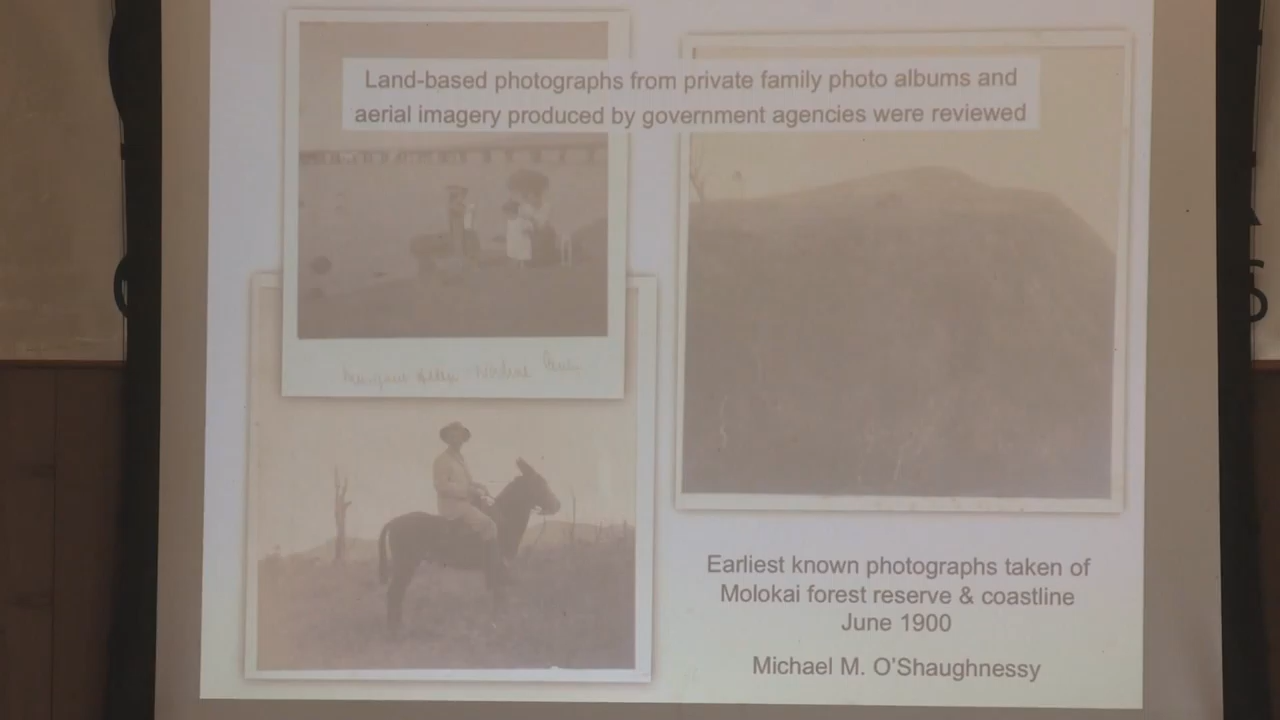 Land-based photographs from private family photo albums and
aerial imagery produced by government agencies were reviewed
Earliest known photographs taken of
Molokai forest reserve & coastline
June 1900
Michael M. O'Shaughnessy